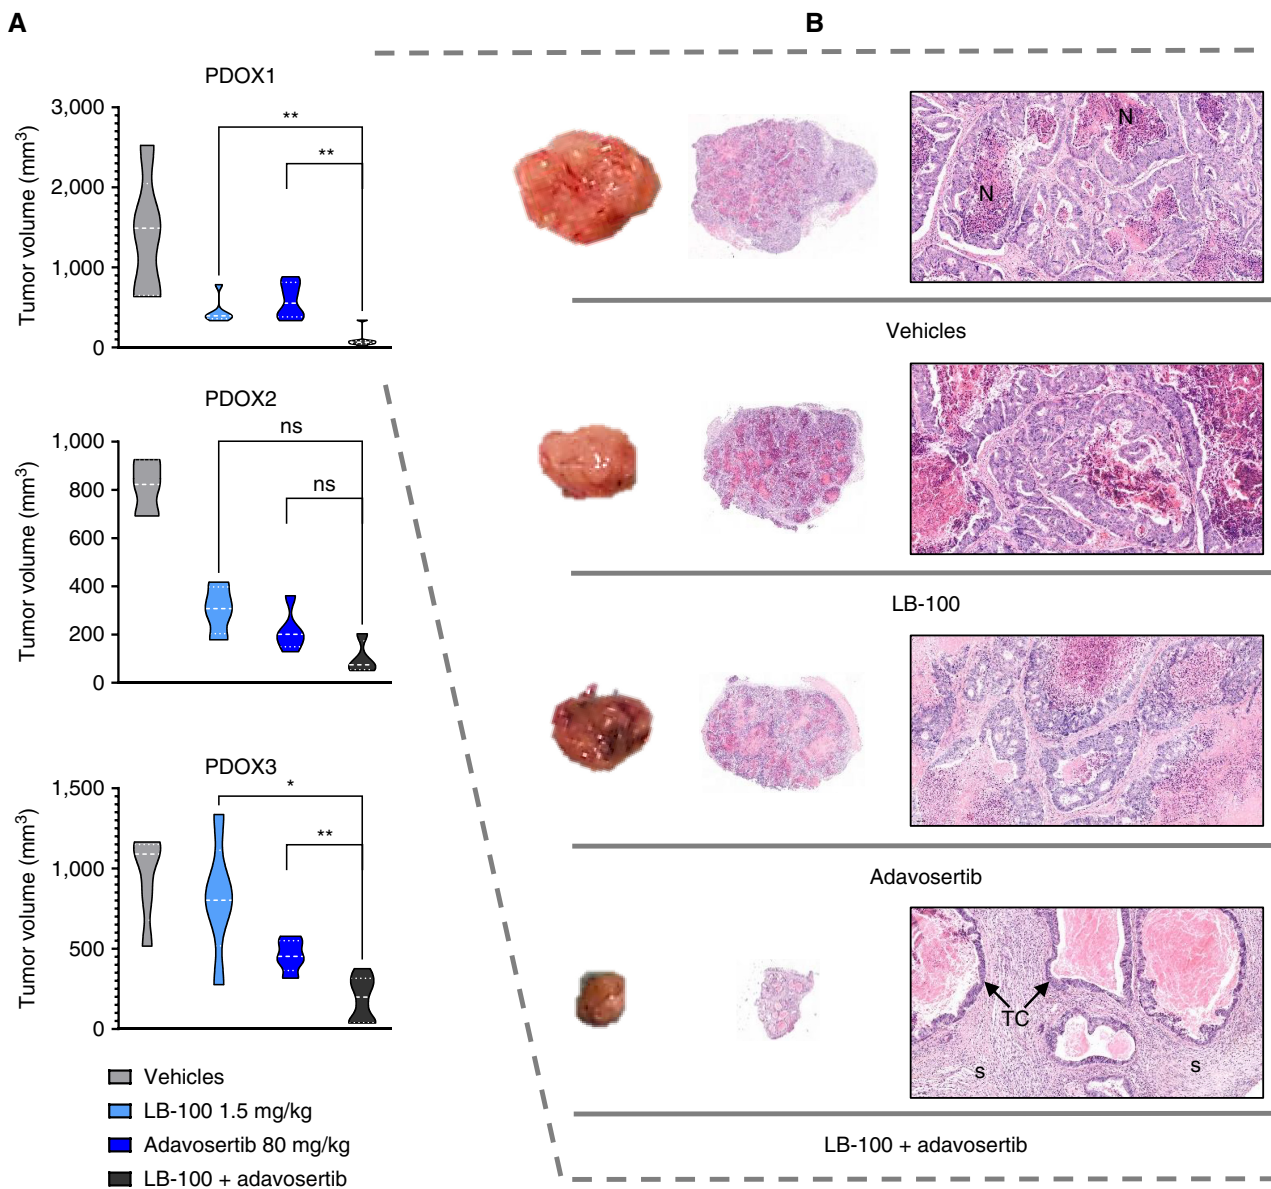 A
B
PDOX1
Tumor volume (mm³)
3,000
2,000
1,000
0
**
**
PDOX2
Tumor volume (mm³)
1,000
800
600
400
200
0
ns
ns
PDOX3
Tumor volume (mm³)
1,500
1,000
500
0
*
**
Vehicles
LB-100 1.5 mg/kg
Adavosertib 80 mg/kg
LB-100 + adavosertib
N
N
Vehicles
LB-100
Adavosertib
TC
s
s
LB-100 + adavosertib